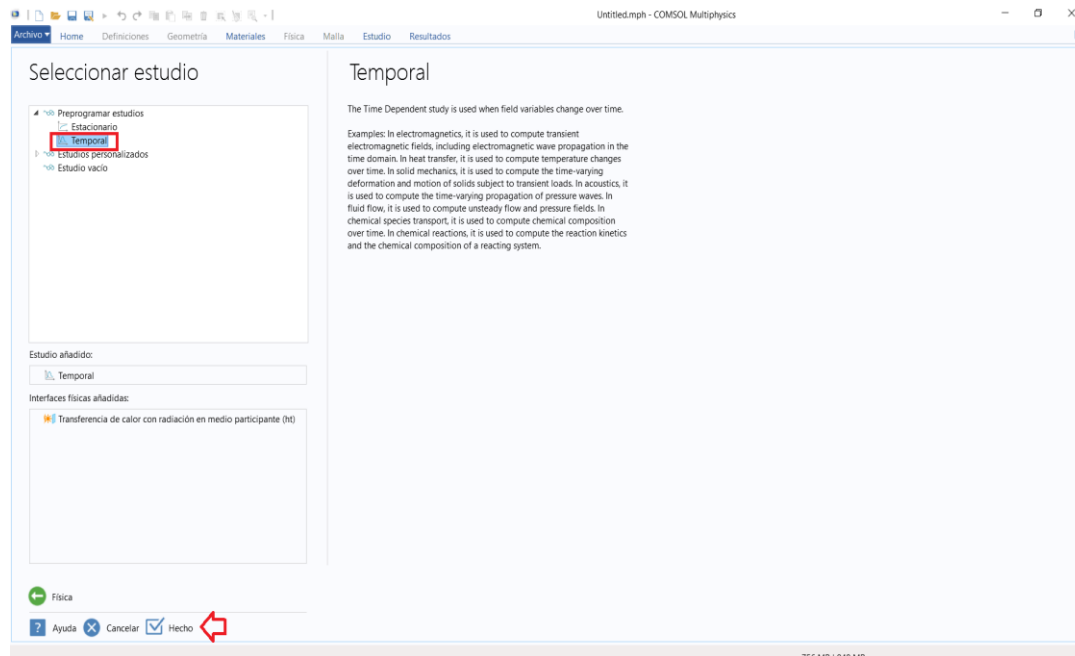 Untitled.mph - COMSOL Multiphysics
Archivo Home Definiciones Geometría Materiales Física Malla Estudio Resultados
Seleccionar estudio
Preprogramar estudios
Estacionario
Temporal
Estudios personalizados
Estudio vacío
Estudio añadido:
Temporal
Interfaces físicas añadidas:
Transferencia de calor con radiación en medio participante (ht)
Física
Ayuda Cancelar Hecho
Temporal
The Time Dependent study is used when field variables change over time.
Examples: In electromagnetics, it is used to compute transient
electromagnetic fields, including electromagnetic wave propagation in the
time domain. In heat transfer, it is used to compute temperature changes
over time. In solid mechanics, it is used to compute the time-varying
deformation and motion of solids subject to transient loads. In acoustics, it
is used to compute the time-varying propagation of pressure waves. In
fluid flow, it is used to compute unsteady flow and pressure fields. In
chemical species transport, it is used to compute chemical composition
over time. In chemical reactions, it is used to compute the reaction kinetics
and the chemical composition of a reacting system.